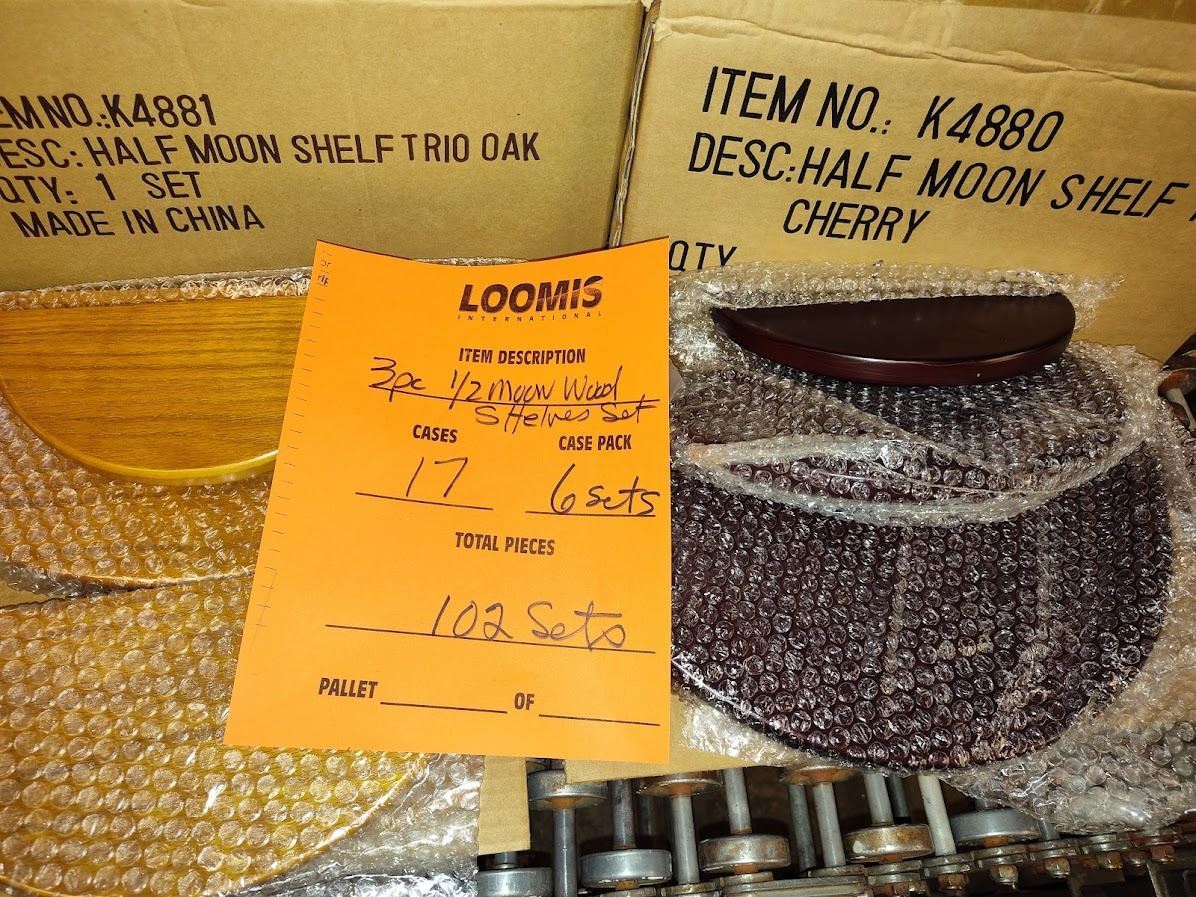 EM NO.:K4881
ESC: HALF MOON SHELF TRIO OAK
QTY: 1 SET
MADE IN CHINA
ITEM NO.: K4880
DESC:HALF MOON SHELF
CHERRY
QTY
LOOMIS
INTERNATIONAL
ITEM DESCRIPTION
3pc 1/2 Moon Wood
SHelves Set
CASES
CASE PACK
17
6 sets
TOTAL PIECES
102 Sets
PALLET OF